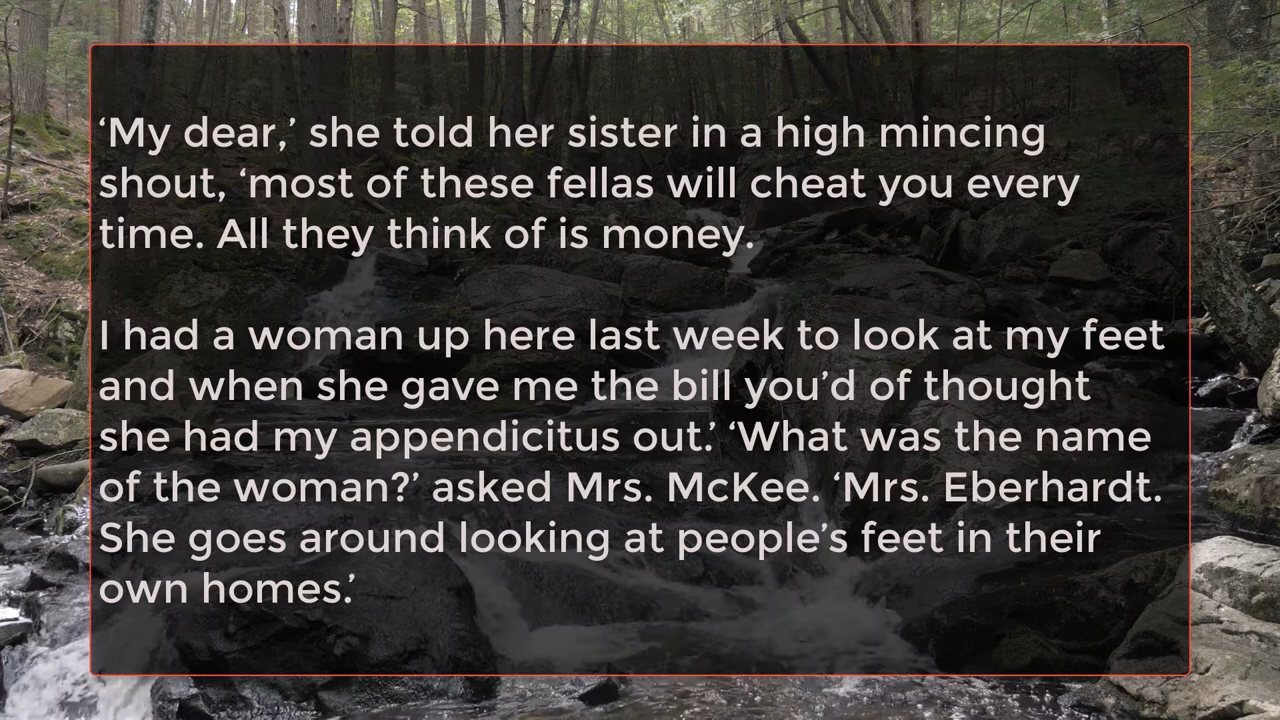 ‘My dear,’ she told her sister in a high mincing
shout, ‘most of these fellas will cheat you every
time. All they think of is money.
I had a woman up here last week to look at my feet
and when she gave me the bill you’d of thought
she had my appendicitus out.’ ‘What was the name
of the woman?’ asked Mrs. McKee. ‘Mrs. Eberhardt.
She goes around looking at people’s feet in their
own homes.’